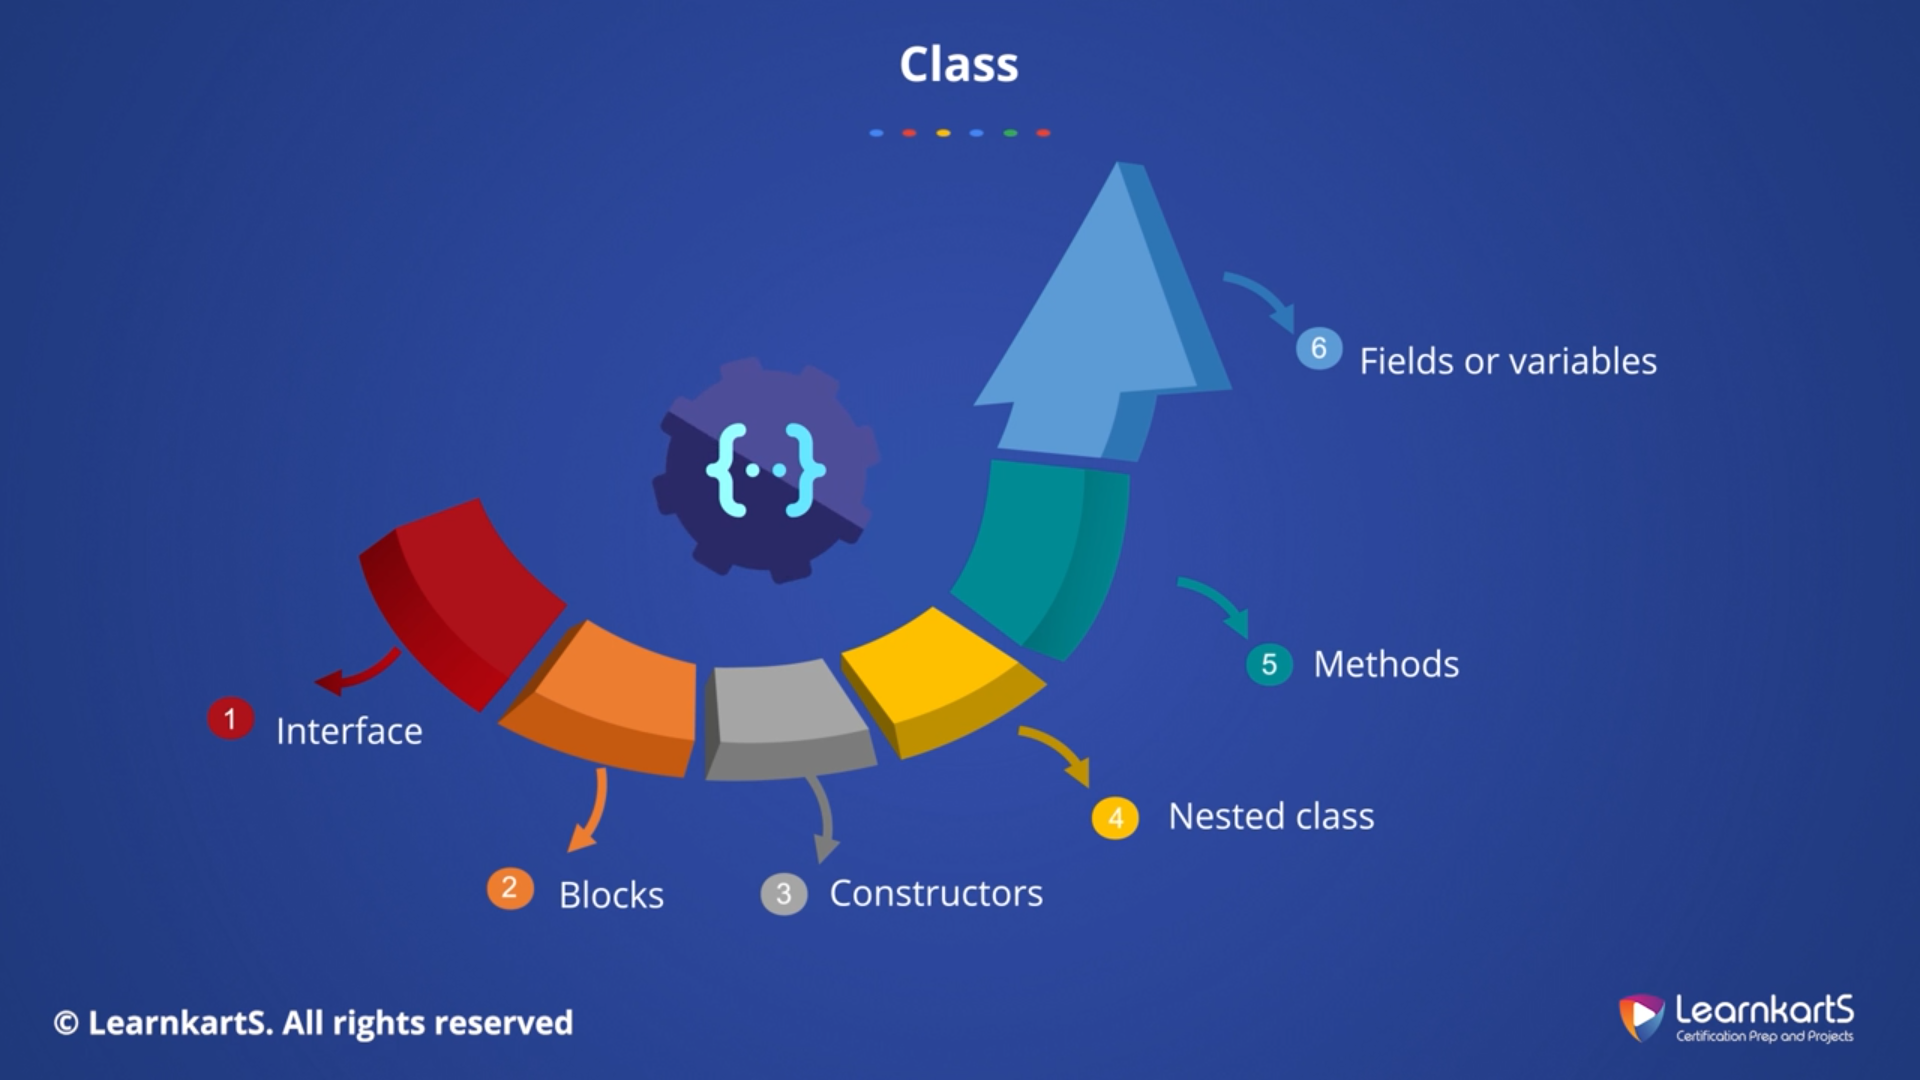 Class
6 Fields or variables
5 Methods
1 Interface
4 Nested class
2 Blocks
3 Constructors
© LearnkartS. All rights reserved
LearnkartS
Certification Prep and Projects